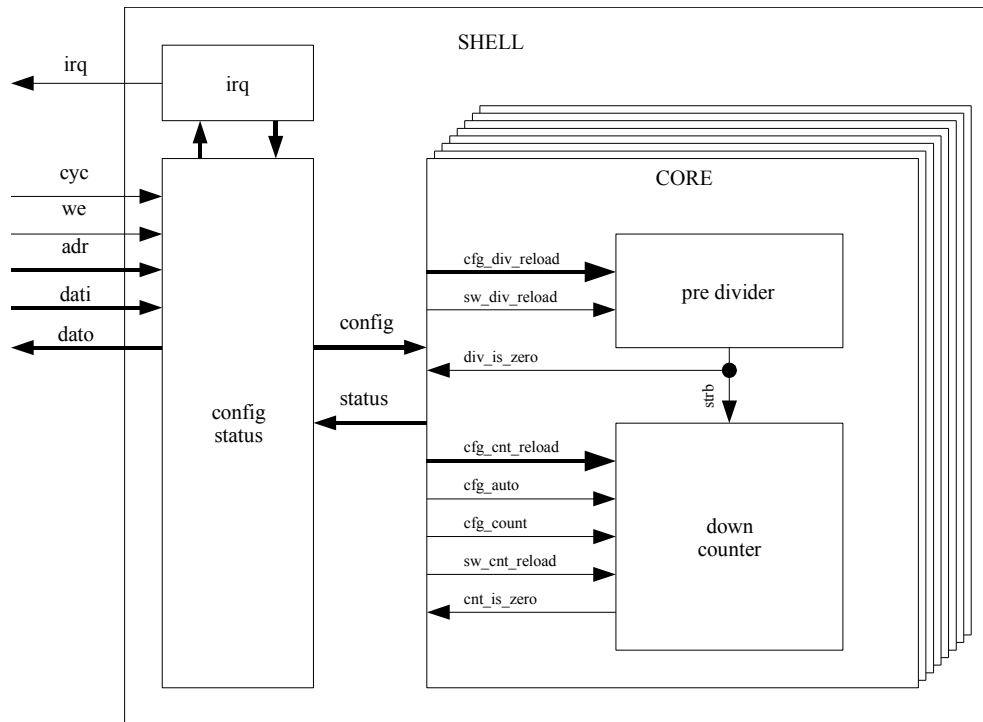 SHELL
irq
irq
cyc
we
adr
dati
dato
config
status
config
status
CORE
cfg_div_reload
sw_div_reload
pre divider
div_is_zero
strb
cfg_cnt_reload
cfg_auto
cfg_count
sw_cnt_reload
cnt_is_zero
down
counter